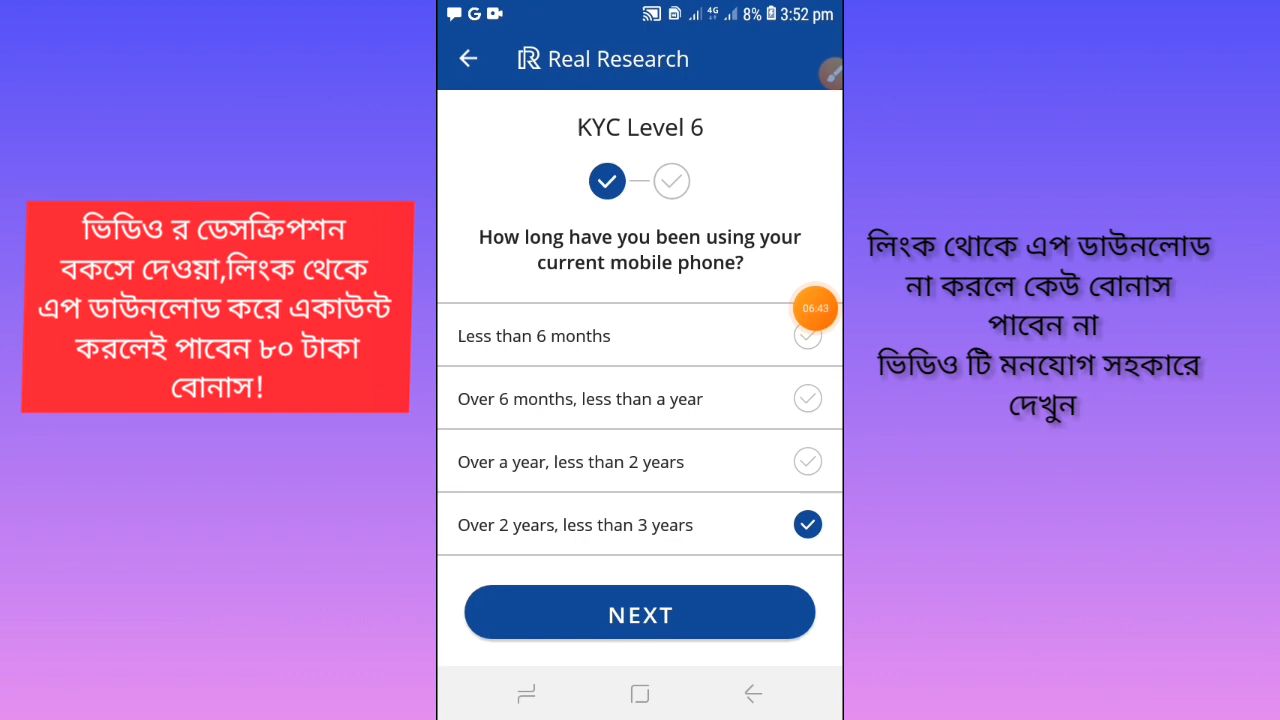 4G 8% 3:52 pm
Real Research
KYC Level 6
How long have you been using your
current mobile phone?
06:43
Less than 6 months
Over 6 months, less than a year
Over a year, less than 2 years
Over 2 years, less than 3 years
NEXT
ভিডিও র ডেসক্রিপশন
বকসে দেওয়া,লিংক থেকে
এপ ডাউনলোড করে একাউন্ট
করলেই পাবেন ৮০ টাকা
বোনাস!
লিংক থোকে এপ ডাউনলোড
না করলে কেউ বোনাস
পাবেন না
ভিডিও টি মনযোগ সহকারে
দেখুন